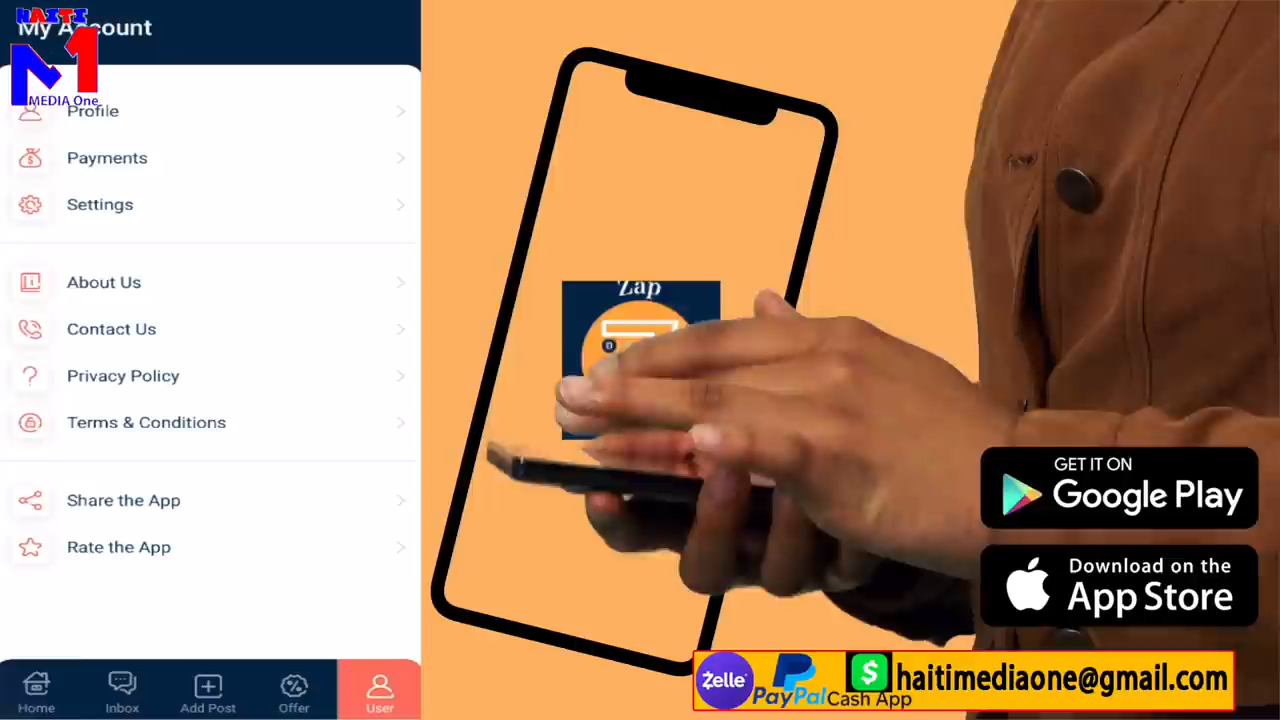 HAITI
My Account
M1
MEDIA One
Profile
Payments
Settings
About Us
Contact Us
Privacy Policy
Terms & Conditions
Share the App
Rate the App
Home
Inbox
Add Post
Offer
User
Zap
GET IT ON
Google Play
Download on the
App Store
Zelle
PayPal
$
Cash App
haitimediaone@gmail.com